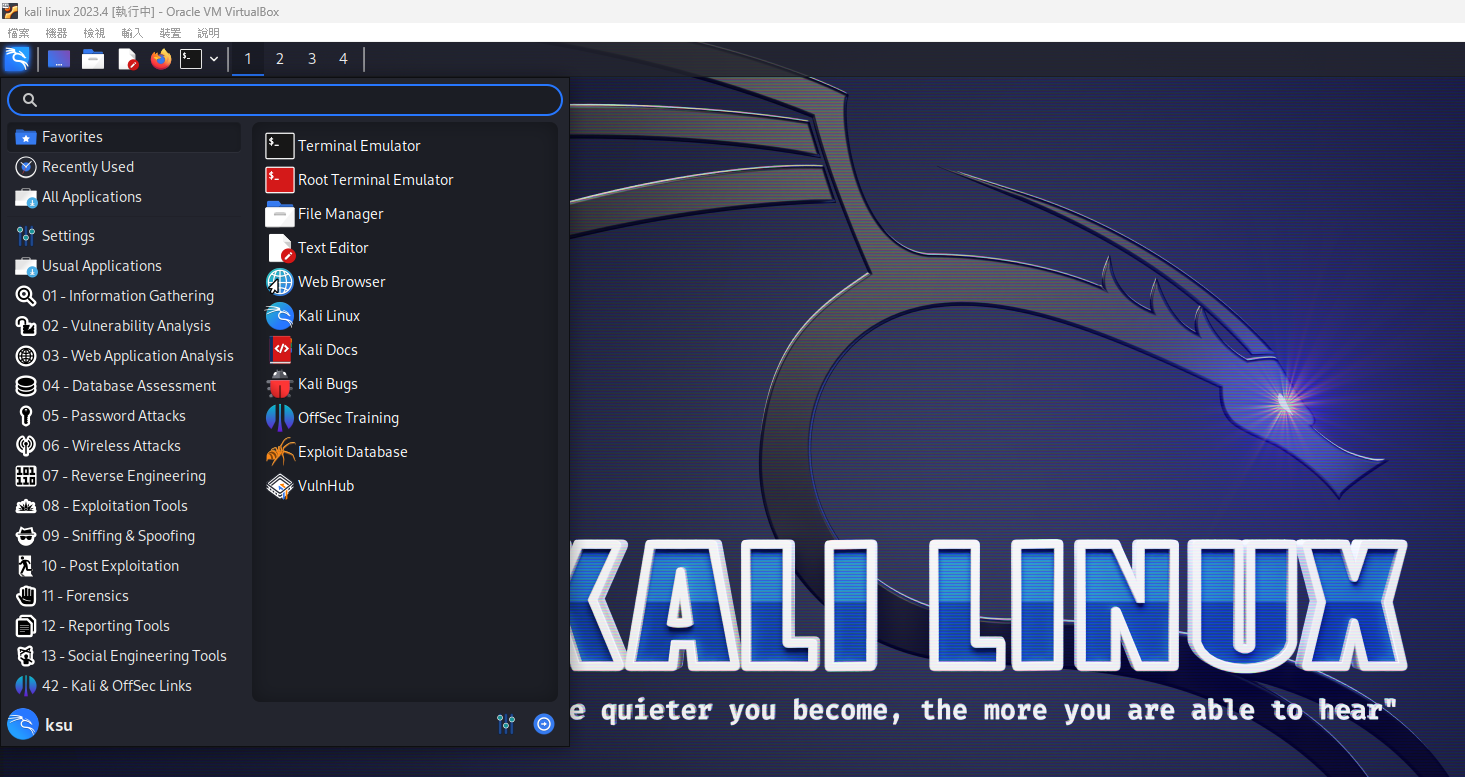 kali linux 2023.4 [執行中] - Oracle VM VirtualBox
檔案 機器 檢視 輸入 裝置 說明
1 2 3 4
Favorites
Recently Used
All Applications
Settings
Usual Applications
01 - Information Gathering
02 - Vulnerability Analysis
03 - Web Application Analysis
04 - Database Assessment
05 - Password Attacks
06 - Wireless Attacks
07 - Reverse Engineering
08 - Exploitation Tools
09 - Sniffing & Spoofing
10 - Post Exploitation
11 - Forensics
12 - Reporting Tools
13 - Social Engineering Tools
42 - Kali & OffSec Links
Terminal Emulator
Root Terminal Emulator
File Manager
Text Editor
Web Browser
Kali Linux
Kali Docs
Kali Bugs
OffSec Training
Exploit Database
VulnHub
ksu
KALI LINUX
e quieter you become, the more you are able to hear"